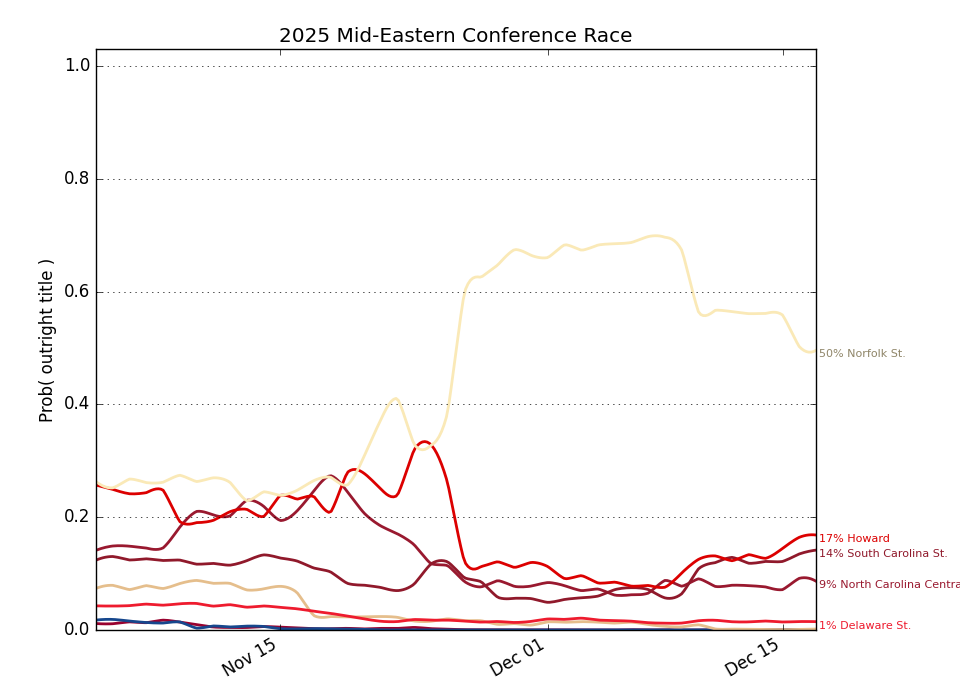 2025 Mid-Eastern Conference Race
Prob( outright title )
1.0
0.8
0.6
0.4
0.2
0.0
50% Norfolk St.
17% Howard
14% South Carolina St.
9% North Carolina Centra
1% Delaware St.
Nov 15
Dec 01
Dec 15